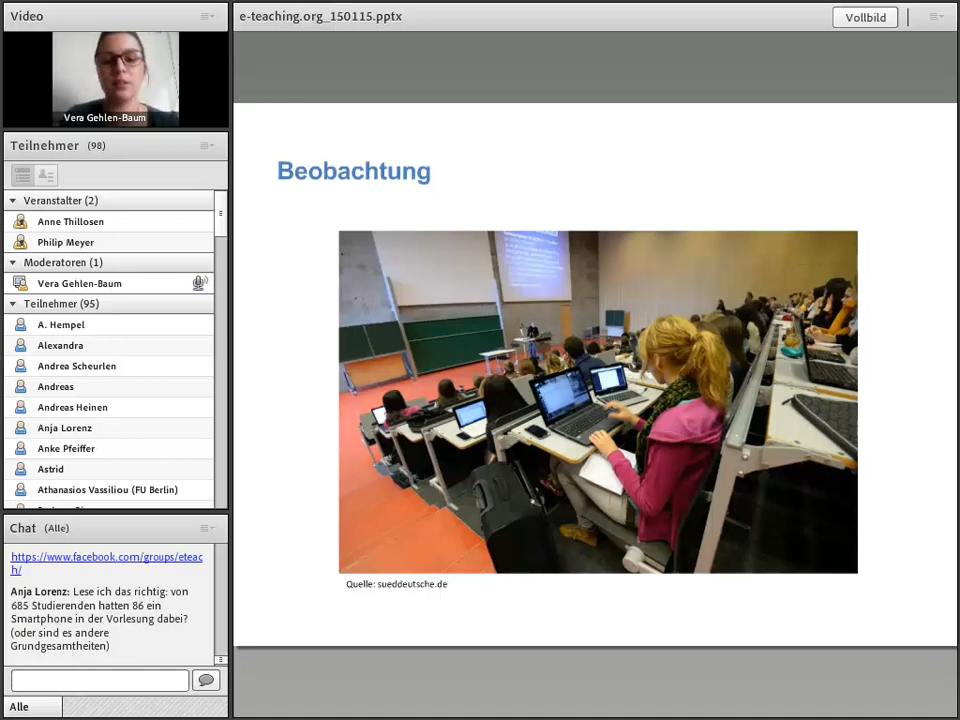 Video
Vera Gehlen-Baum
Teilnehmer (98)
Veranstalter (2)
Anne Thillosen
Philip Meyer
Moderatoren (1)
Vera Gehlen-Baum
Teilnehmer (95)
A. Hempel
Alexandra
Andrea Scheurlen
Andreas
Andreas Heinen
Anja Lorenz
Anke Pfeiffer
Astrid
Athanasios Vassiliou (FU Berlin)
Chat (Alle)
https://www.facebook.com/groups/eteac
h/
Anja Lorenz: Lese ich das richtig: von
685 Studierenden hatten 86 ein
Smartphone in der Vorlesung dabei?
(oder sind es andere
Grundgesamtheiten)
Alle
e-teaching.org_150115.pptx
Vollbild
Beobachtung
Quelle: sueddeutsche.de